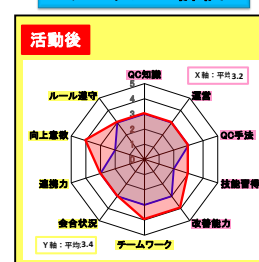 活動後
QC知識
X軸：平均3.2
ルール遵守
運営
5
4
3
2
1
0
向上意欲
QC手法
連携力
技能習得
会合状況
改善能力
Y軸：平均3.4
チームワーク